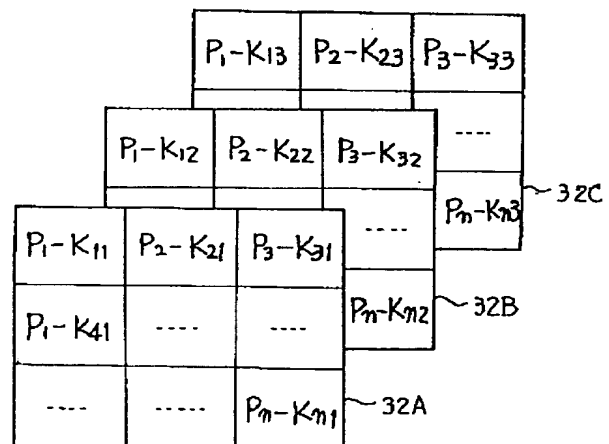 P₁-K₁₃ P₂-K₂₃ P₃-K₃₃
----
Pₙ-Kₙ₃ 32C
P₁-K₁₂ P₂-K₂₂ P₃-K₃₂
----
Pₙ-Kₙ₂ 32B
P₁-K₁₁ P₂-K₂₁ P₃-K₃₁
P₁-K₄₁ ---- ----
---- ----- Pₙ-Kₙ₁ 32A